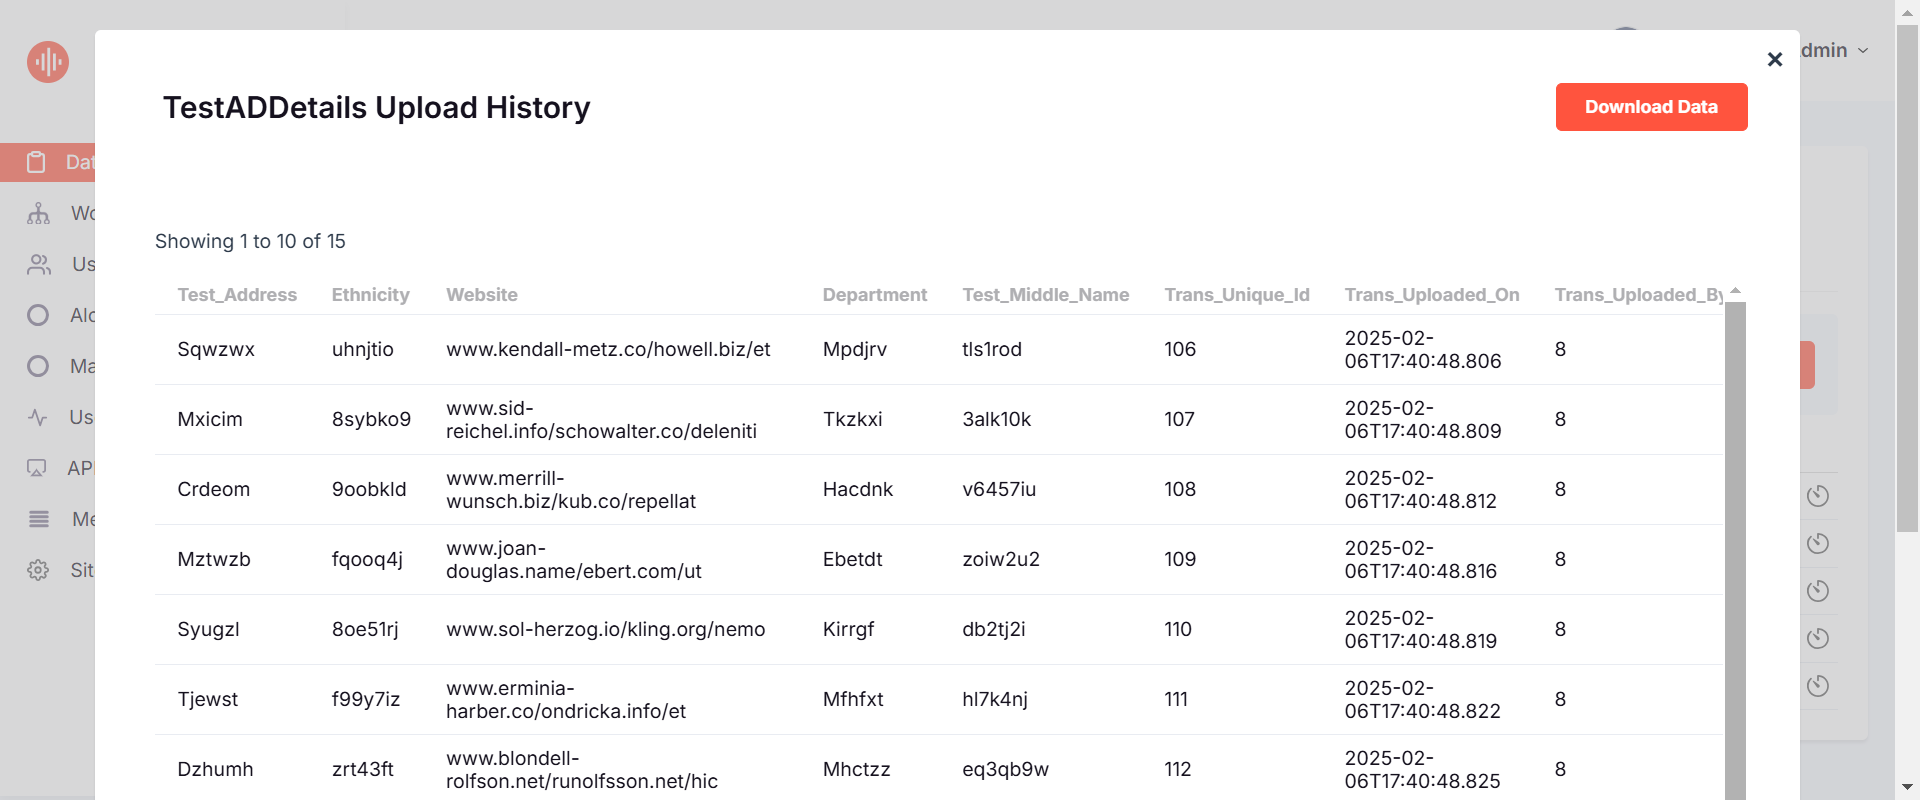 dmin
TestADDetails Upload History
Download Data
Dat
Wo
Us
Alc
Ma
Us
API
Me
Sit
Showing 1 to 10 of 15
Test_Address Ethnicity Website Department Test_Middle_Name Trans_Unique_Id Trans_Uploaded_On Trans_Uploaded_By
Sqwzwx uhnjtio www.kendall-metz.co/howell.biz/et Mpdjrv tls1rod 106 2025-02-
06T17:40:48.806 8
Mxicim 8sybko9 www.sid-
reichel.info/schowalter.co/deleniti Tkzkxi 3alk10k 107 2025-02-
06T17:40:48.809 8
Crdeom 9oobkld www.merrill-
wunsch.biz/kub.co/repellat Hacdnk v6457iu 108 2025-02-
06T17:40:48.812 8
Mztwzb fqooq4j www.joan-
douglas.name/ebert.com/ut Ebetdt zoiw2u2 109 2025-02-
06T17:40:48.816 8
Syugzl 8oe51rj www.sol-herzog.io/kling.org/nemo Kirrgf db2tj2i 110 2025-02-
06T17:40:48.819 8
Tjewst f99y7iz www.erminia-
harber.co/ondricka.info/et Mfhfxt hl7k4nj 111 2025-02-
06T17:40:48.822 8
Dzhumh zrt43ft www.blondell-
rolfson.net/runolfsson.net/hic Mhctzz eq3qb9w 112 2025-02-
06T17:40:48.825 8